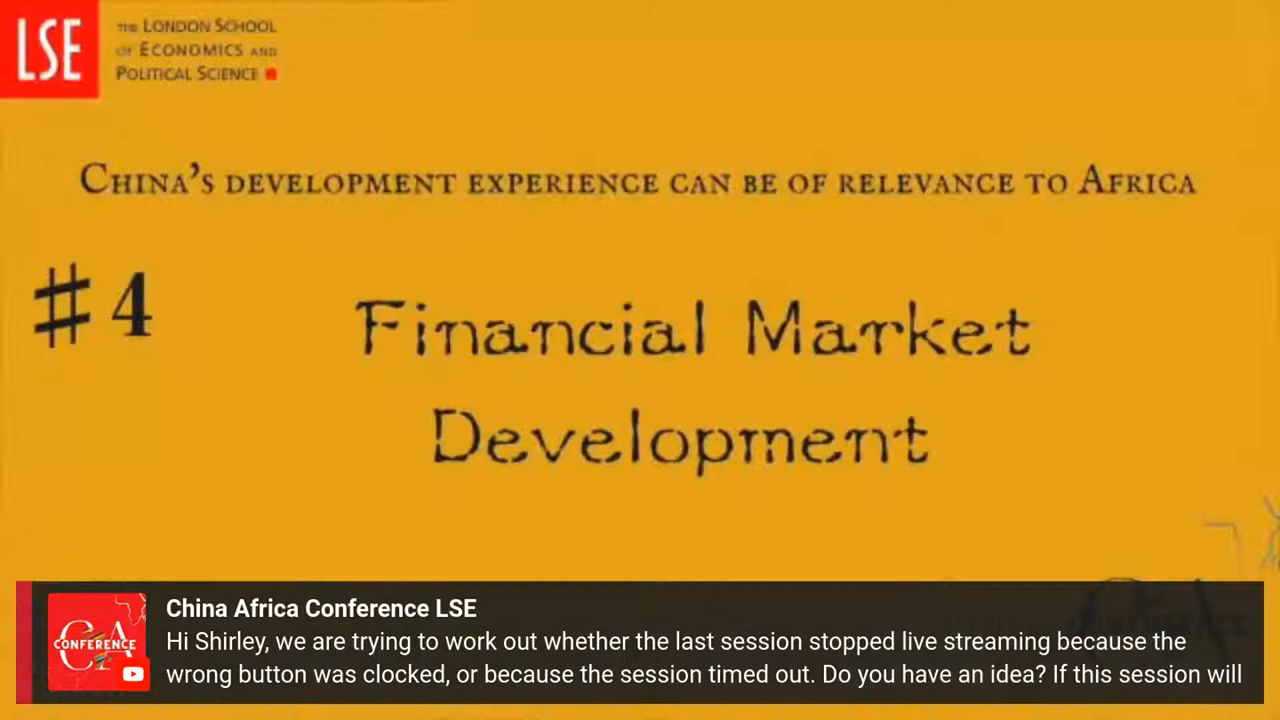 LSE
THE LONDON SCHOOL
OF ECONOMICS AND
POLITICAL SCIENCE
CHINA'S DEVELOPMENT EXPERIENCE CAN BE OF RELEVANCE TO AFRICA
#4
Financial Market
Development
China Africa Conference LSE
CA
CONFERENCE
Hi Shirley, we are trying to work out whether the last session stopped live streaming because the
wrong button was clocked, or because the session timed out. Do you have an idea? If this session will